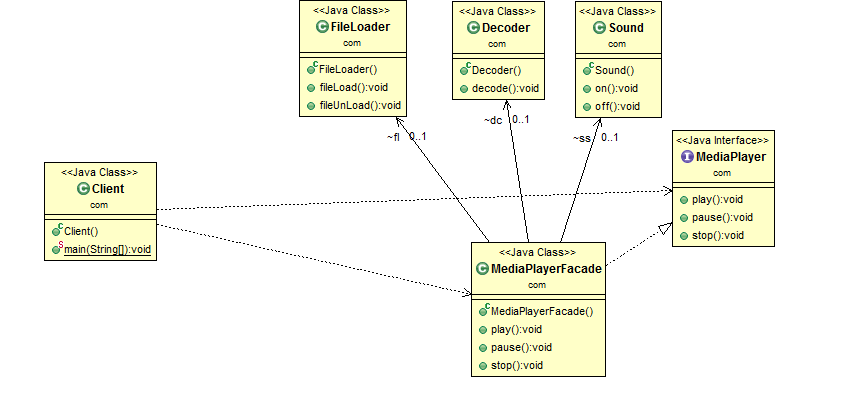 <<Java Class>>
FileLoader
com
FileLoader()
fileLoad():void
fileUnLoad():void
<<Java Class>>
Decoder
com
Decoder()
decode():void
<<Java Class>>
Sound
com
Sound()
on():void
off():void
~fl 0..1
~dc 0..1
~ss 0..1
<<Java Interface>>
MediaPlayer
com
play():void
pause():void
stop():void
<<Java Class>>
Client
com
Client()
main(String[]):void
<<Java Class>>
MediaPlayerFacade
com
MediaPlayerFacade()
play():void
pause():void
stop():void